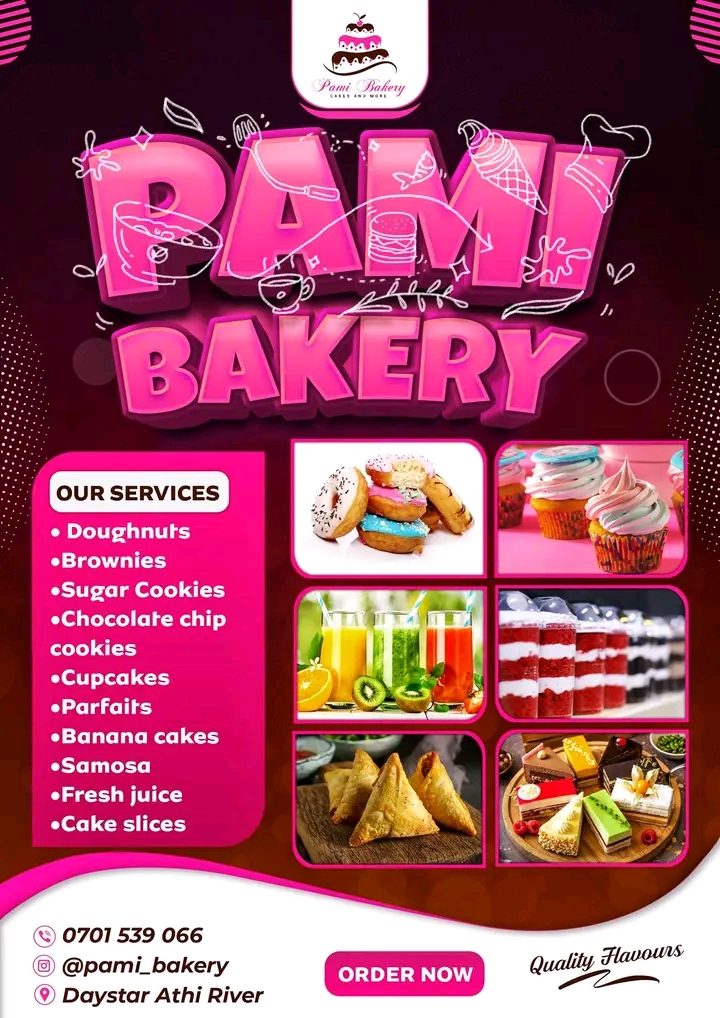 Pami Bakery
CAKES AND MORE
PAMI
BAKERY
OUR SERVICES
• Doughnuts
•Brownies
•Sugar Cookies
•Chocolate chip
cookies
•Cupcakes
•Parfaits
•Banana cakes
•Samosa
•Fresh juice
•Cake slices
0701 539 066
@pami_bakery
Daystar Athi River
ORDER NOW
Quality Flavours